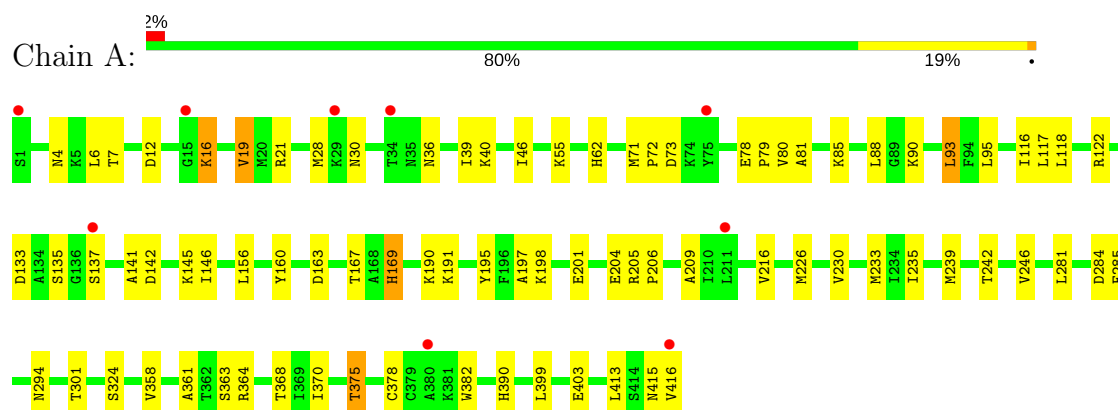 2%
Chain A:
80% 19% •
S1 N4 K5 L6 T7 D12 G15 K16 V19 M20 R21 M28 K29 N30 T34 N35 N36 I39 K40 I46 K55 H62 M71 P72 D73 K74 Y75 E78 P79 V80 A81 K85 L88 G89 K90 L93 F94 L95 I116 L117 L118 R122
D133 A134 S135 G136 S137 A141 D142 K145 I146 L156 Y160 D163 T167 A168 H169 K190 K191 Y195 F196 A197 K198 E201 E204 R205 P206 A209 I210 L211 V216 M226 V230 M233 I234 I235 M239 T242 V246 L281 D284 E285
N294 T301 S324 V358 A361 T362 S363 R364 T368 I369 I370 T375 C378 C379 A380 K381 W382 H390 L399 E403 L413 S414 N415 V416